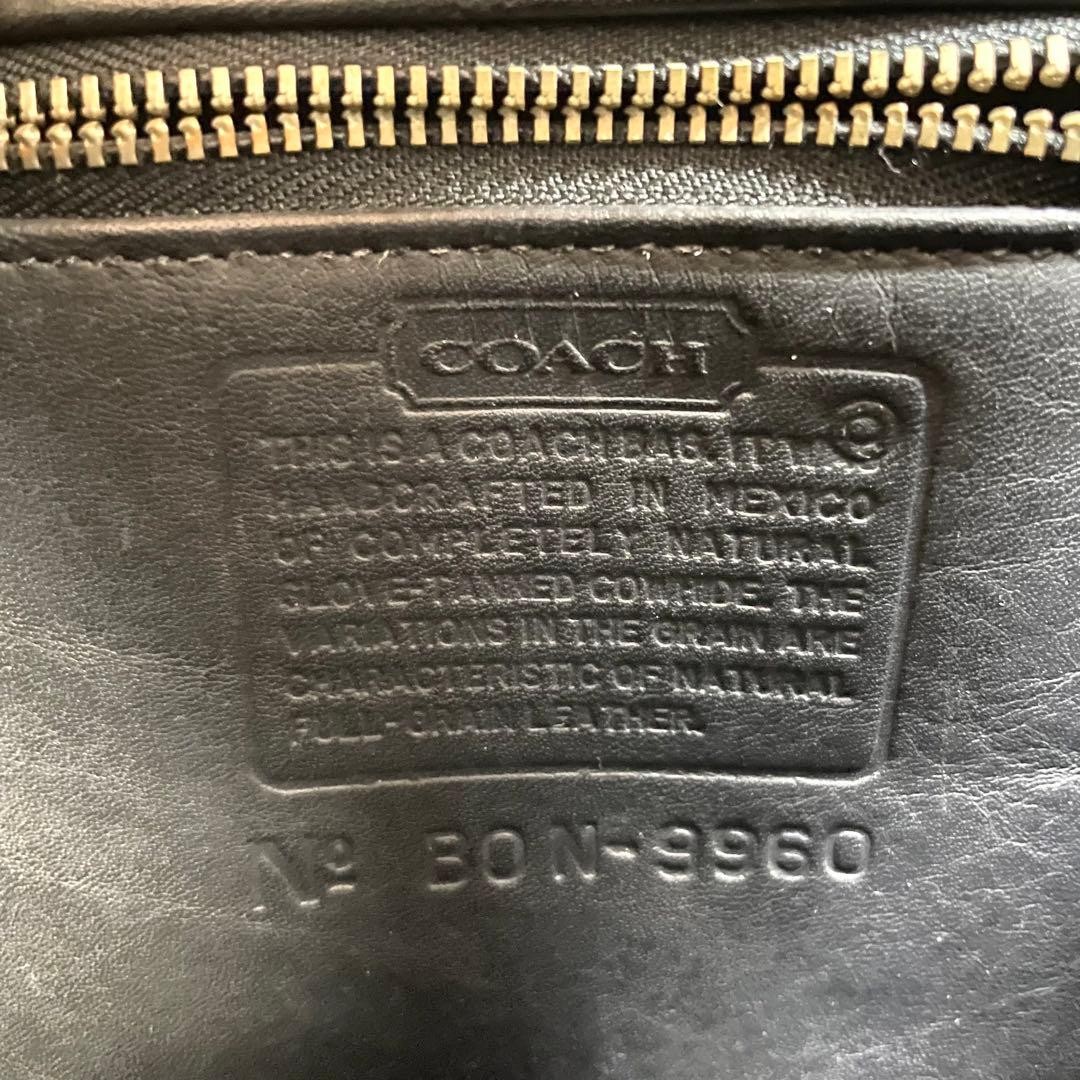 COACH
©
THIS IS A COACH BAG. IT WAS
HANDCRAFTED IN MEXICO
OF COMPLETELY NATURAL
GLOVE-TANNED COWHIDE. THE
VARIATIONS IN THE GRAIN ARE
CHARACTERISTIC OF NATURAL
FULL-GRAIN LEATHER.
Nº BON-9960